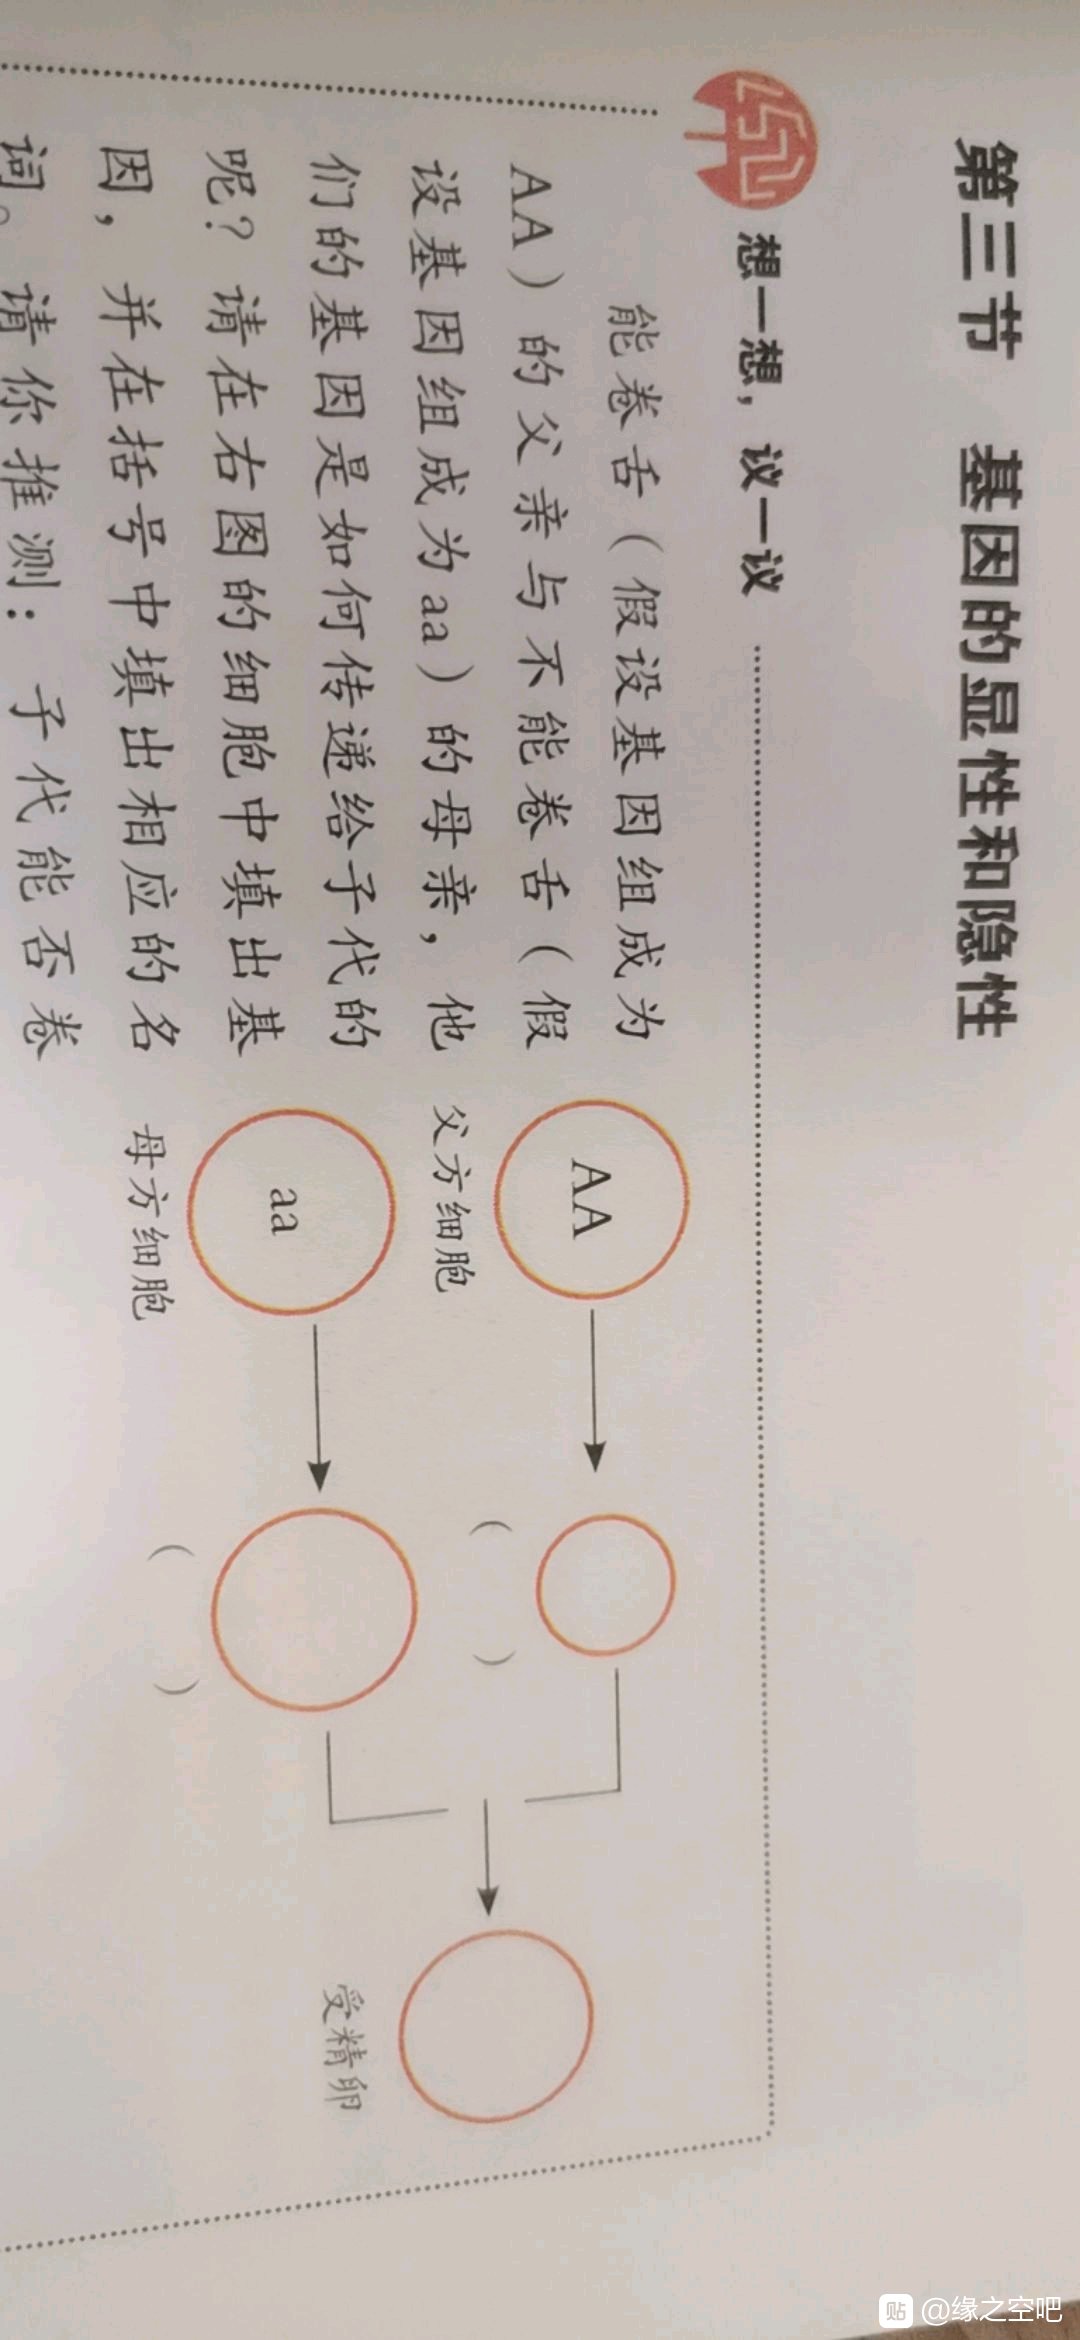 第三节 基因的显性和隐性
想一想，议一议
能卷舌（假设基因组成为
AA）的父亲与不能卷舌（假
设基因组成为aa）的母亲，他
们的基因是如何传递给子代的
呢？请在右图的细胞中填出基
因，并在括号中填出相应的名
词。请你推测：子代能否卷
AA
父方细胞
（ ）
aa
母方细胞
（ ）
受精卵
贴 @缘之空吧